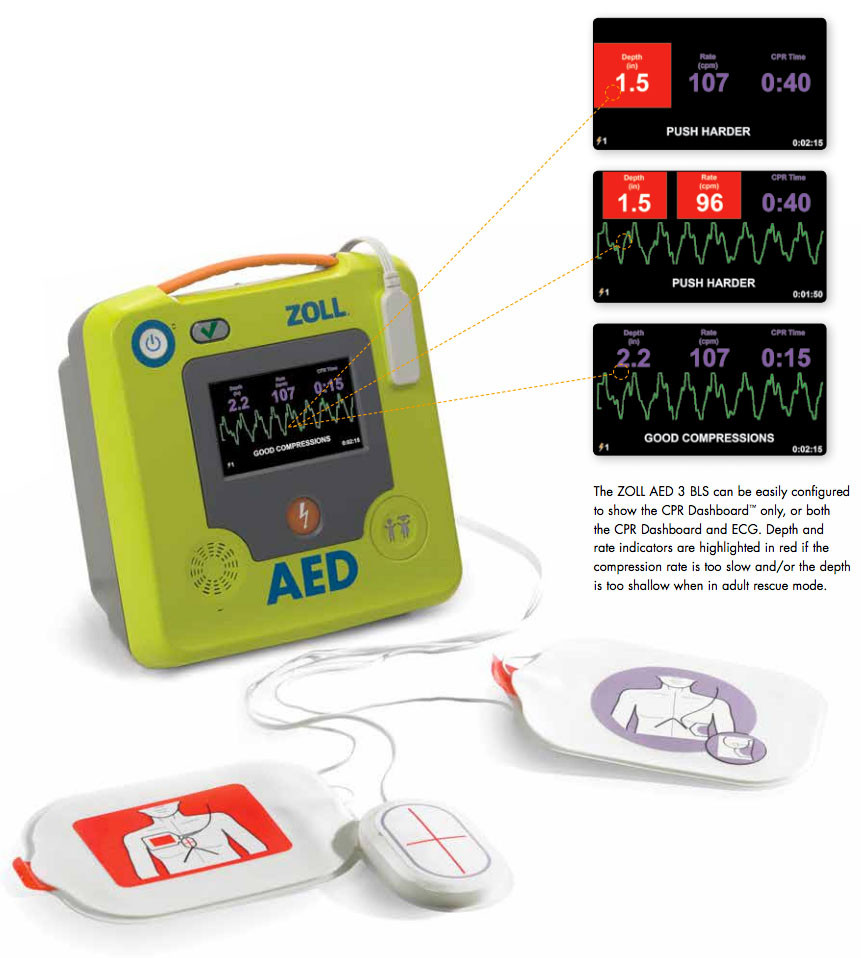 Depth
(in)
1.5
Rate
(cpm)
107
CPR Time
0:40
PUSH HARDER
1
0:02:15
Depth
(in)
1.5
Rate
(cpm)
96
CPR Time
0:40
PUSH HARDER
1
0:01:50
Depth
(in)
2.2
Rate
(cpm)
107
CPR Time
0:15
GOOD COMPRESSIONS
1
0:02:15
The ZOLL AED 3 BLS can be easily configured
to show the CPR Dashboard™ only, or both
the CPR Dashboard and ECG. Depth and
rate indicators are highlighted in red if the
compression rate is too slow and/or the depth
is too shallow when in adult rescue mode.
ZOLL
Depth
(in)
2.2
Rate
(cpm)
107
CPR Time
0:15
GOOD COMPRESSIONS
1
0:02:15
AED